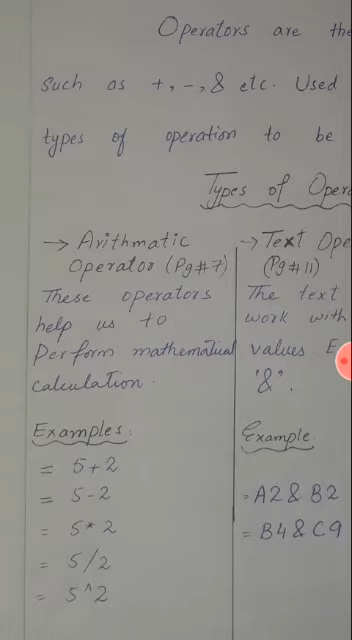 Operators are the
such as +, -, & etc. Used
types of operation to be
Types of Oper
→ Arithmatic
Operator (Pg#7)
These operators
help us to
Perform mathematical
calculation.
Examples:
= 5+2
= 5-2
= 5*2
= 5/2
= 5^2
→ Text Ope
(Pg#11)
The text
work with
values E
'&'.
Example:
= A2 & B2
= B4 & C9